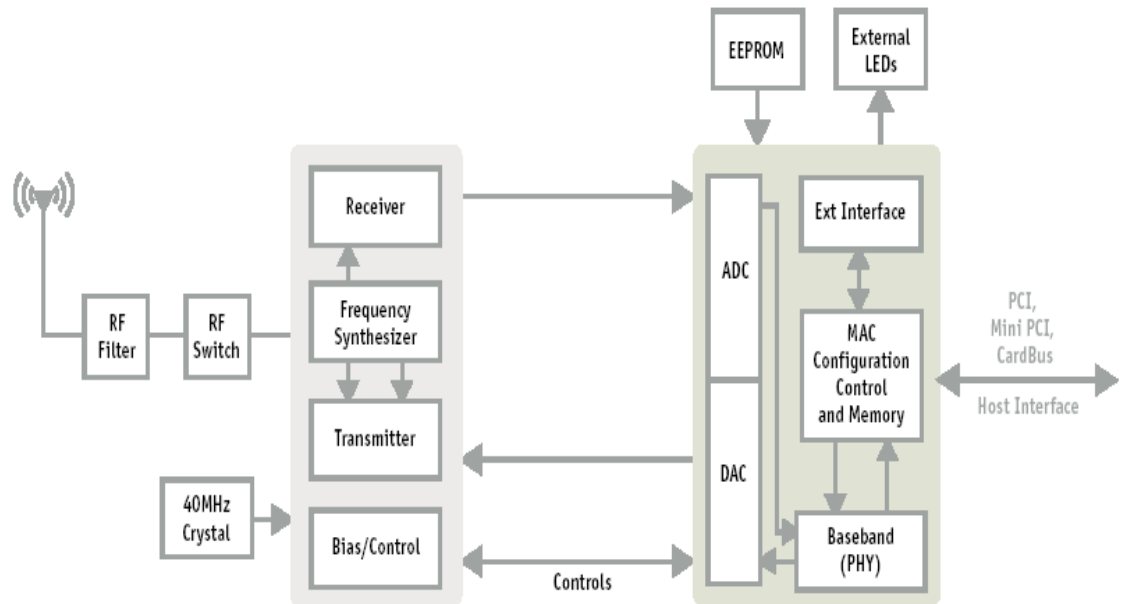 EEPROM
External
LEDs
Receiver
Ext Interface
ADC
Frequency
Synthesizer
RF
Filter
RF
Switch
MAC
Configuration
Control
and Memory
PCI,
Mini PCI,
CardBus
Host Interface
Transmitter
DAC
40MHz
Crystal
Bias/Control
Controls
Baseband
(PHY)